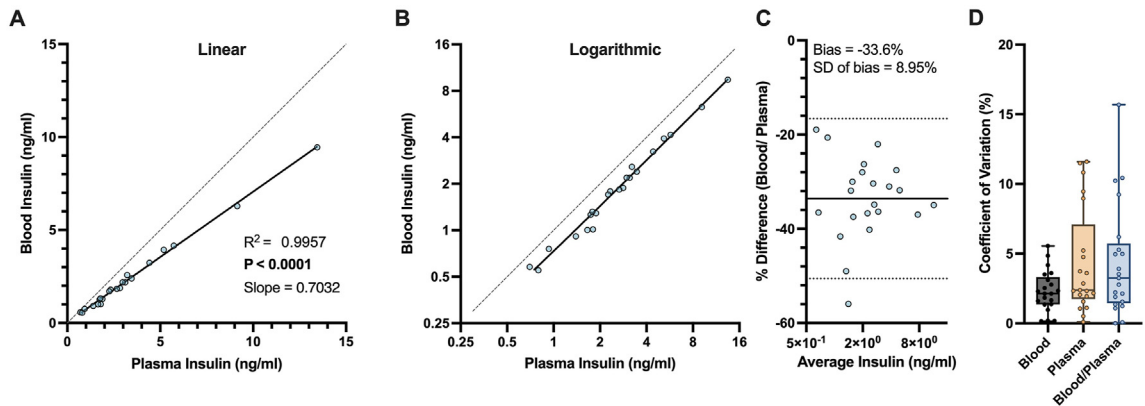 A
Linear
15
10
5
0
Blood Insulin (ng/ml)
R² = 0.9957
P < 0.0001
Slope = 0.7032
0 5 10 15
Plasma Insulin (ng/ml)
B
Logarithmic
16
8
4
2
1
0.5
0.25
Blood Insulin (ng/ml)
0.25 0.5 1 2 4 8 16
Plasma Insulin (ng/ml)
C
Bias = -33.6%
SD of bias = 8.95%
0
-20
-40
-60
% Difference (Blood/ Plasma)
5×10⁻¹ 2×10⁰ 8×10⁰
Average Insulin (ng/ml)
D
20
15
10
5
0
Coefficient of Variation (%)
Blood
Plasma
Blood/Plasma